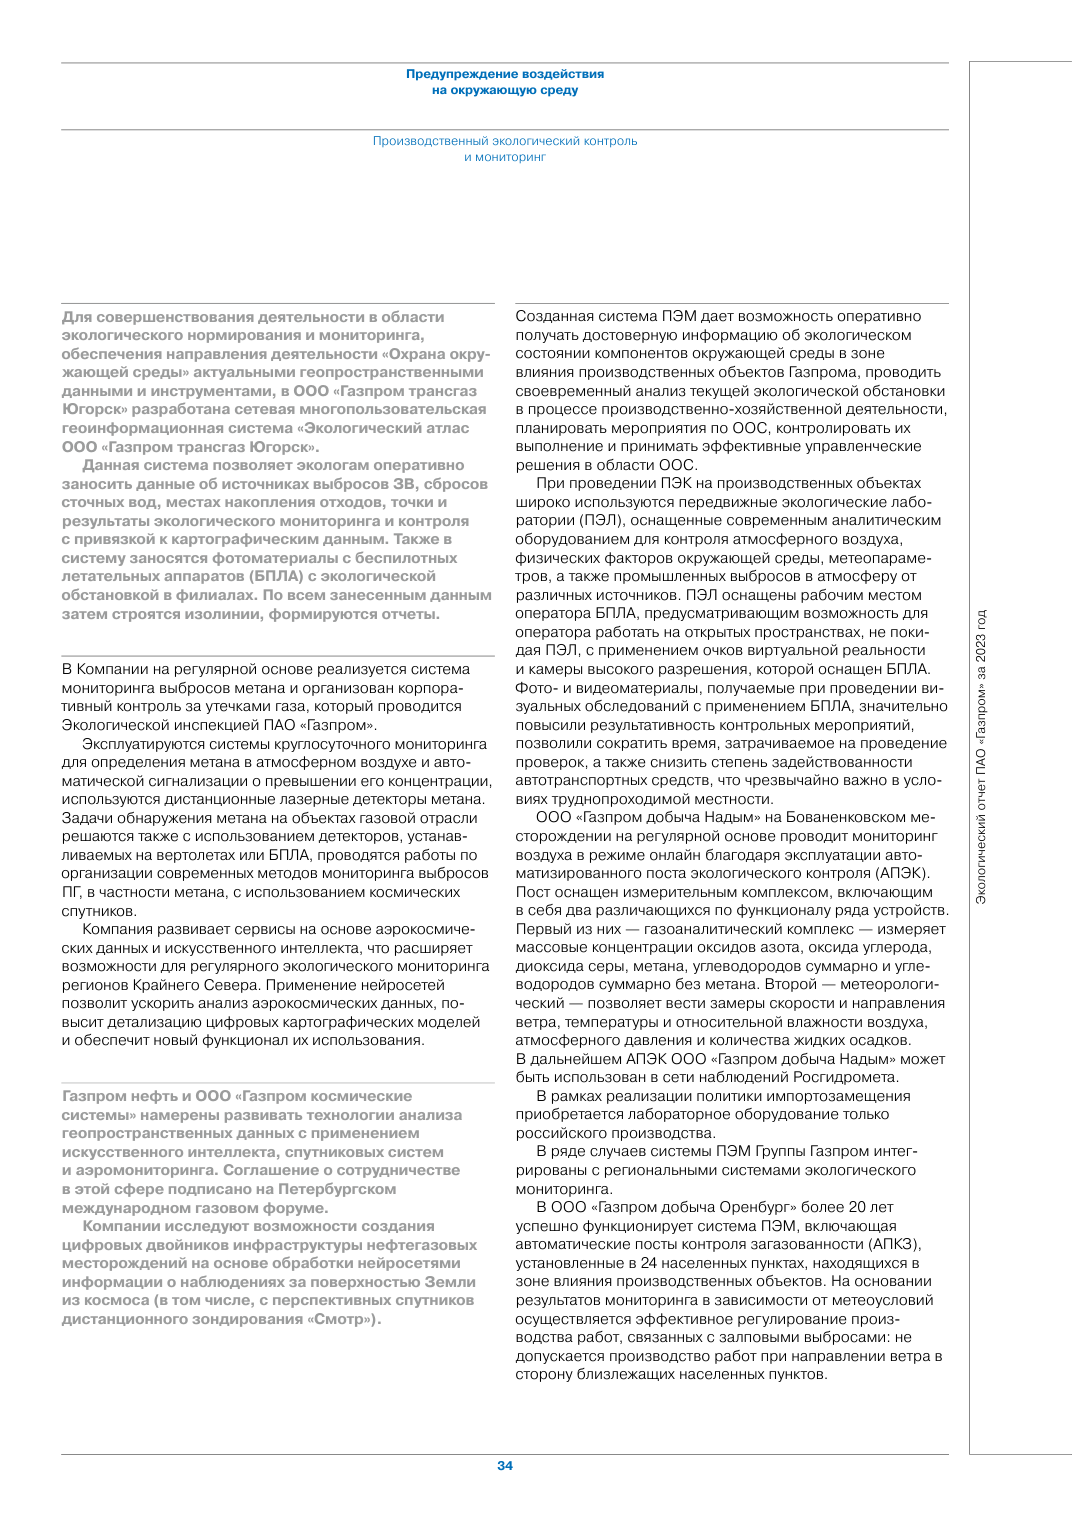 Предупреждение воздействия
на окружающую среду
Производственный экологический контроль
и мониторинг
Для совершенствования деятельности в области
экологического нормирования и мониторинга,
обеспечения направления деятельности «Охрана окру-
жающей среды» актуальными геопространственными
данными и инструментами, в ООО «Газпром трансгаз
Югорск» разработана сетевая многопользовательская
геоинформационная система «Экологический атлас
ООО «Газпром трансгаз Югорск».
Данная система позволяет экологам оперативно
заносить данные об источниках выбросов ЗВ, сбросов
сточных вод, местах накопления отходов, точки и
результаты экологического мониторинга и контроля
с привязкой к картографическим данным. Также в
систему заносятся фотоматериалы с беспилотных
летательных аппаратов (БПЛА) с экологической
обстановкой в филиалах. По всем занесенным данным
затем строятся изолинии, формируются отчеты.
В Компании на регулярной основе реализуется система
мониторинга выбросов метана и организован корпора-
тивный контроль за утечками газа, который проводится
Экологической инспекцией ПАО «Газпром».
Эксплуатируются системы круглосуточного мониторинга
для определения метана в атмосферном воздухе и авто-
матической сигнализации о превышении его концентрации,
используются дистанционные лазерные детекторы метана.
Задачи обнаружения метана на объектах газовой отрасли
решаются также с использованием детекторов, устанав-
ливаемых на вертолетах или БПЛА, проводятся работы по
организации современных методов мониторинга выбросов
ПГ, в частности метана, с использованием космических
спутников.
Компания развивает сервисы на основе аэрокосмиче-
ских данных и искусственного интеллекта, что расширяет
возможности для регулярного экологического мониторинга
регионов Крайнего Севера. Применение нейросетей
позволит ускорить анализ аэрокосмических данных, по-
высит детализацию цифровых картографических моделей
и обеспечит новый функционал их использования.
Газпром нефть и ООО «Газпром космические
системы» намерены развивать технологии анализа
геопространственных данных с применением
искусственного интеллекта, спутниковых систем
и аэромониторинга. Соглашение о сотрудничестве
в этой сфере подписано на Петербургском
международном газовом форуме.
Компании исследуют возможности создания
цифровых двойников инфраструктуры нефтегазовых
месторождений на основе обработки нейросетями
информации о наблюдениях за поверхностью Земли
из космоса (в том числе, с перспективных спутников
дистанционного зондирования «Смотр»).
Созданная система ПЭМ дает возможность оперативно
получать достоверную информацию об экологическом
состоянии компонентов окружающей среды в зоне
влияния производственных объектов Газпрома, проводить
своевременный анализ текущей экологической обстановки
в процессе производственно-хозяйственной деятельности,
планировать мероприятия по ООС, контролировать их
выполнение и принимать эффективные управленческие
решения в области ООС.
При проведении ПЭК на производственных объектах
широко используются передвижные экологические лабо-
ратории (ПЭЛ), оснащенные современным аналитическим
оборудованием для контроля атмосферного воздуха,
физических факторов окружающей среды, метеопараме-
тров, а также промышленных выбросов в атмосферу от
различных источников. ПЭЛ оснащены рабочим местом
оператора БПЛА, предусматривающим возможность для
оператора работать на открытых пространствах, не поки-
дая ПЭЛ, с применением очков виртуальной реальности
и камеры высокого разрешения, которой оснащен БПЛА.
Фото- и видеоматериалы, получаемые при проведении ви-
зуальных обследований с применением БПЛА, значительно
повысили результативность контрольных мероприятий,
позволили сократить время, затрачиваемое на проведение
проверок, а также снизить степень задействованности
автотранспортных средств, что чрезвычайно важно в усло-
виях труднопроходимой местности.
ООО «Газпром добыча Надым» на Бованенковском ме-
сторождении на регулярной основе проводит мониторинг
воздуха в режиме онлайн благодаря эксплуатации авто-
матизированного поста экологического контроля (АПЭК).
Пост оснащен измерительным комплексом, включающим
в себя два различающихся по функционалу ряда устройств.
Первый из них — газоаналитический комплекс — измеряет
массовые концентрации оксидов азота, оксида углерода,
диоксида серы, метана, углеводородов суммарно и угле-
водородов суммарно без метана. Второй — метеорологи-
ческий — позволяет вести замеры скорости и направления
ветра, температуры и относительной влажности воздуха,
атмосферного давления и количества жидких осадков.
В дальнейшем АПЭК ООО «Газпром добыча Надым» может
быть использован в сети наблюдений Росгидромета.
В рамках реализации политики импортозамещения
приобретается лабораторное оборудование только
российского производства.
В ряде случаев системы ПЭМ Группы Газпром интег-
рированы с региональными системами экологического
мониторинга.
В ООО «Газпром добыча Оренбург» более 20 лет
успешно функционирует система ПЭМ, включающая
автоматические посты контроля загазованности (АПКЗ),
установленные в 24 населенных пунктах, находящихся в
зоне влияния производственных объектов. На основании
результатов мониторинга в зависимости от метеоусловий
осуществляется эффективное регулирование произ-
водства работ, связанных с залповыми выбросами: не
допускается производство работ при направлении ветра в
сторону близлежащих населенных пунктов.
Экологический отчет ПАО «Газпром» за 2023 год
34